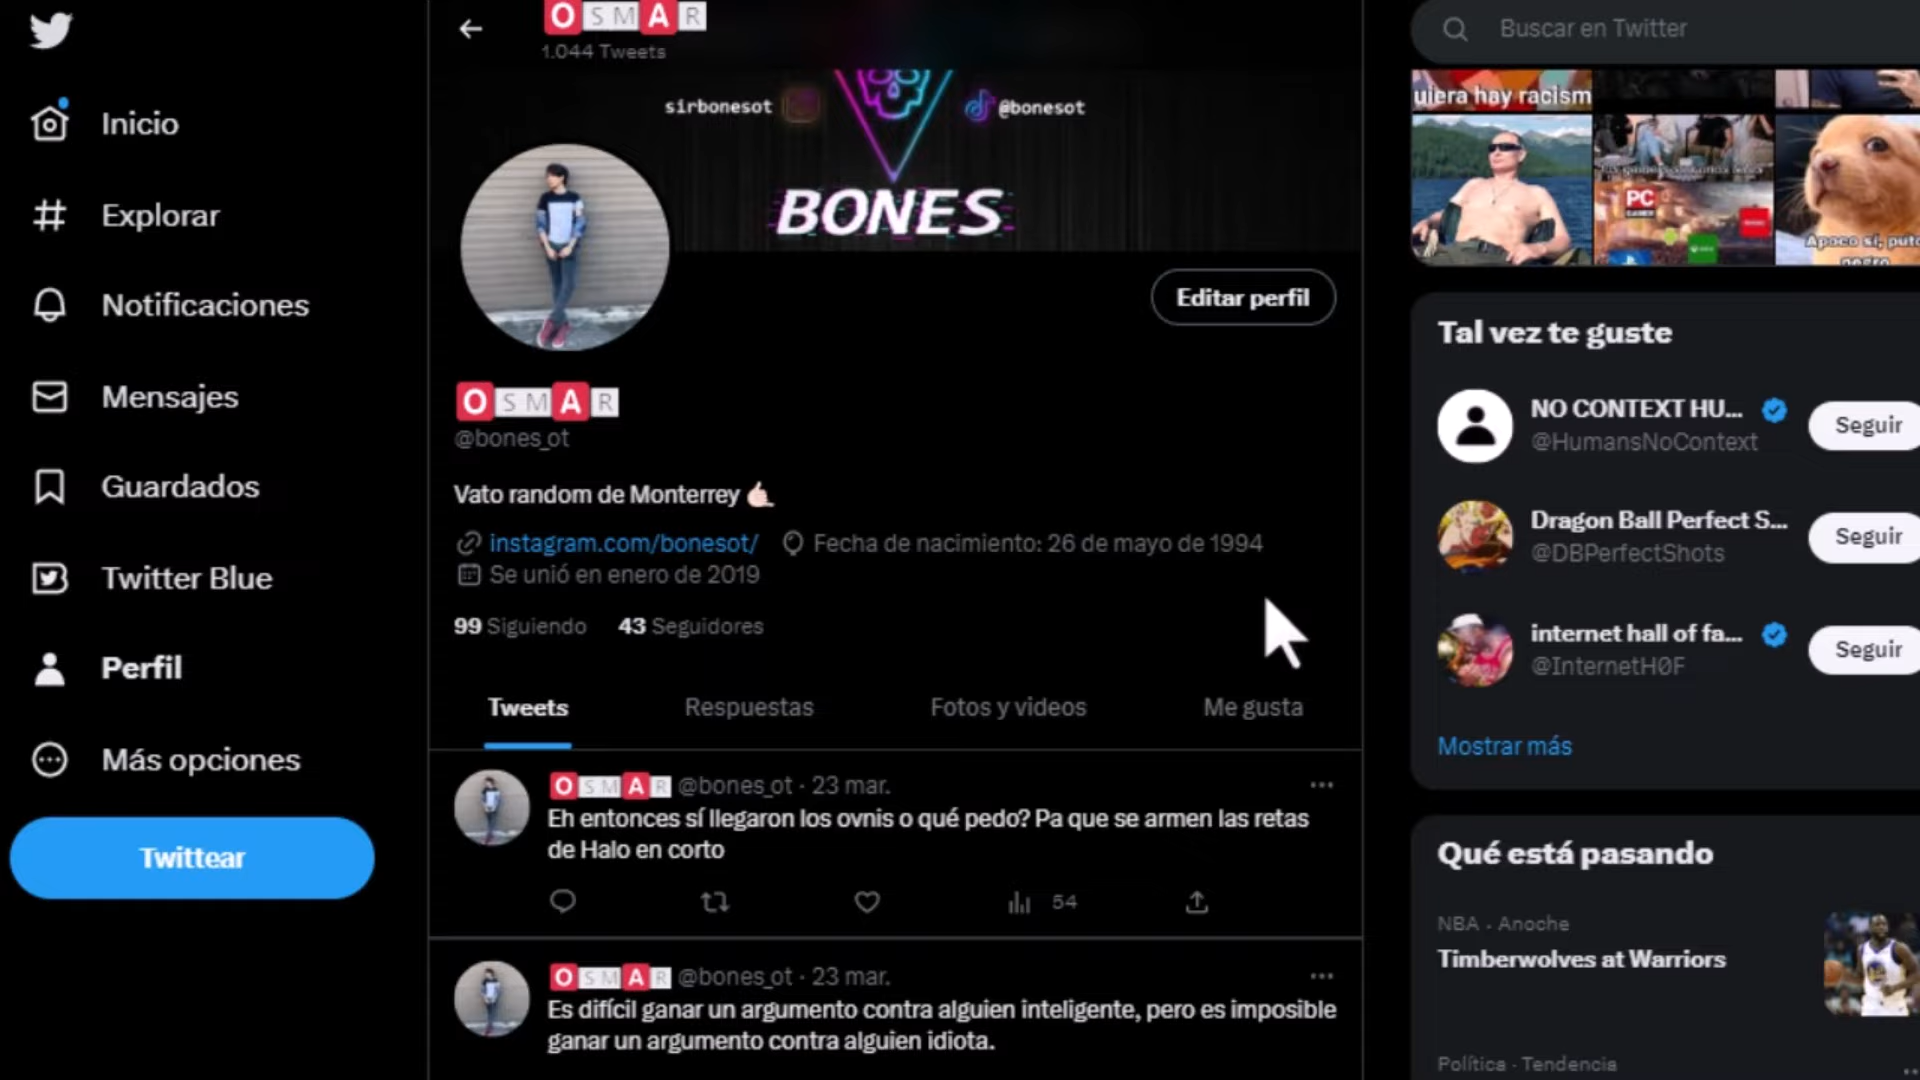 OSMAR
1.044 Tweets
sirbonesot
@bonesot
BONES
Editar perfil
OSMAR
@bones_ot
Vato random de Monterrey
instagram.com/bonesot/ Fecha de nacimiento: 26 de mayo de 1994
Se unió en enero de 2019
99 Siguiendo 43 Seguidores
Tweets Respuestas Fotos y videos Me gusta
OSMAR @bones_ot · 23 mar.
Eh entonces sí llegaron los ovnis o qué pedo? Pa que se armen las retas
de Halo en corto
54
OSMAR @bones_ot · 23 mar.
Es difícil ganar un argumento contra alguien inteligente, pero es imposible
ganar un argumento contra alguien idiota.
Inicio
Explorar
Notificaciones
Mensajes
Guardados
Twitter Blue
Perfil
Más opciones
Twittear
Buscar en Twitter
uiera hay racism
PC
GAMER
Apoco sí, puto
negro
Tal vez te guste
NO CONTEXT HU...
@HumansNoContext
Seguir
Dragon Ball Perfect S...
@DBPerfectShots
Seguir
internet hall of fa...
@InternetH0F
Seguir
Mostrar más
Qué está pasando
NBA · Anoche
Timberwolves at Warriors
Política · Tendencia